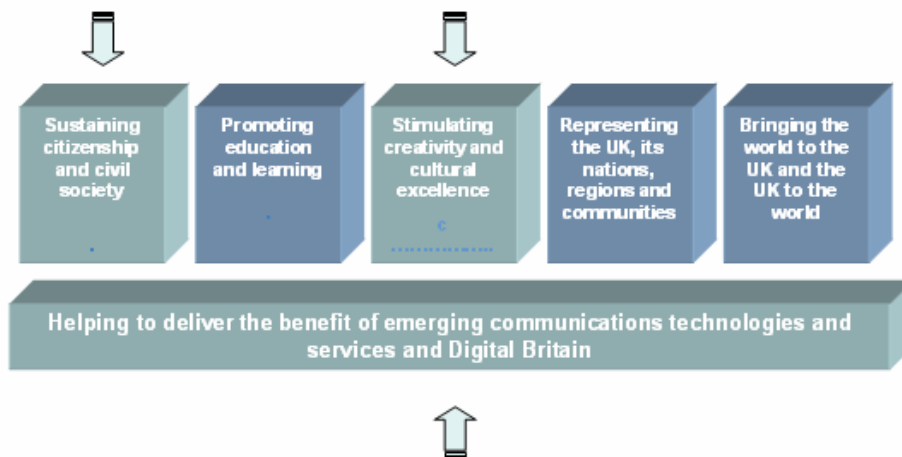 Sustaining
citizenship
and civil
society
.
Promoting
education
and learning
.
Stimulating
creativity and
cultural
excellence
c
.................
Representing
the UK, its
nations,
regions and
communities
Bringing the
world to the
UK and the
UK to the
world
Helping to deliver the benefit of emerging communications technologies and
services and Digital Britain